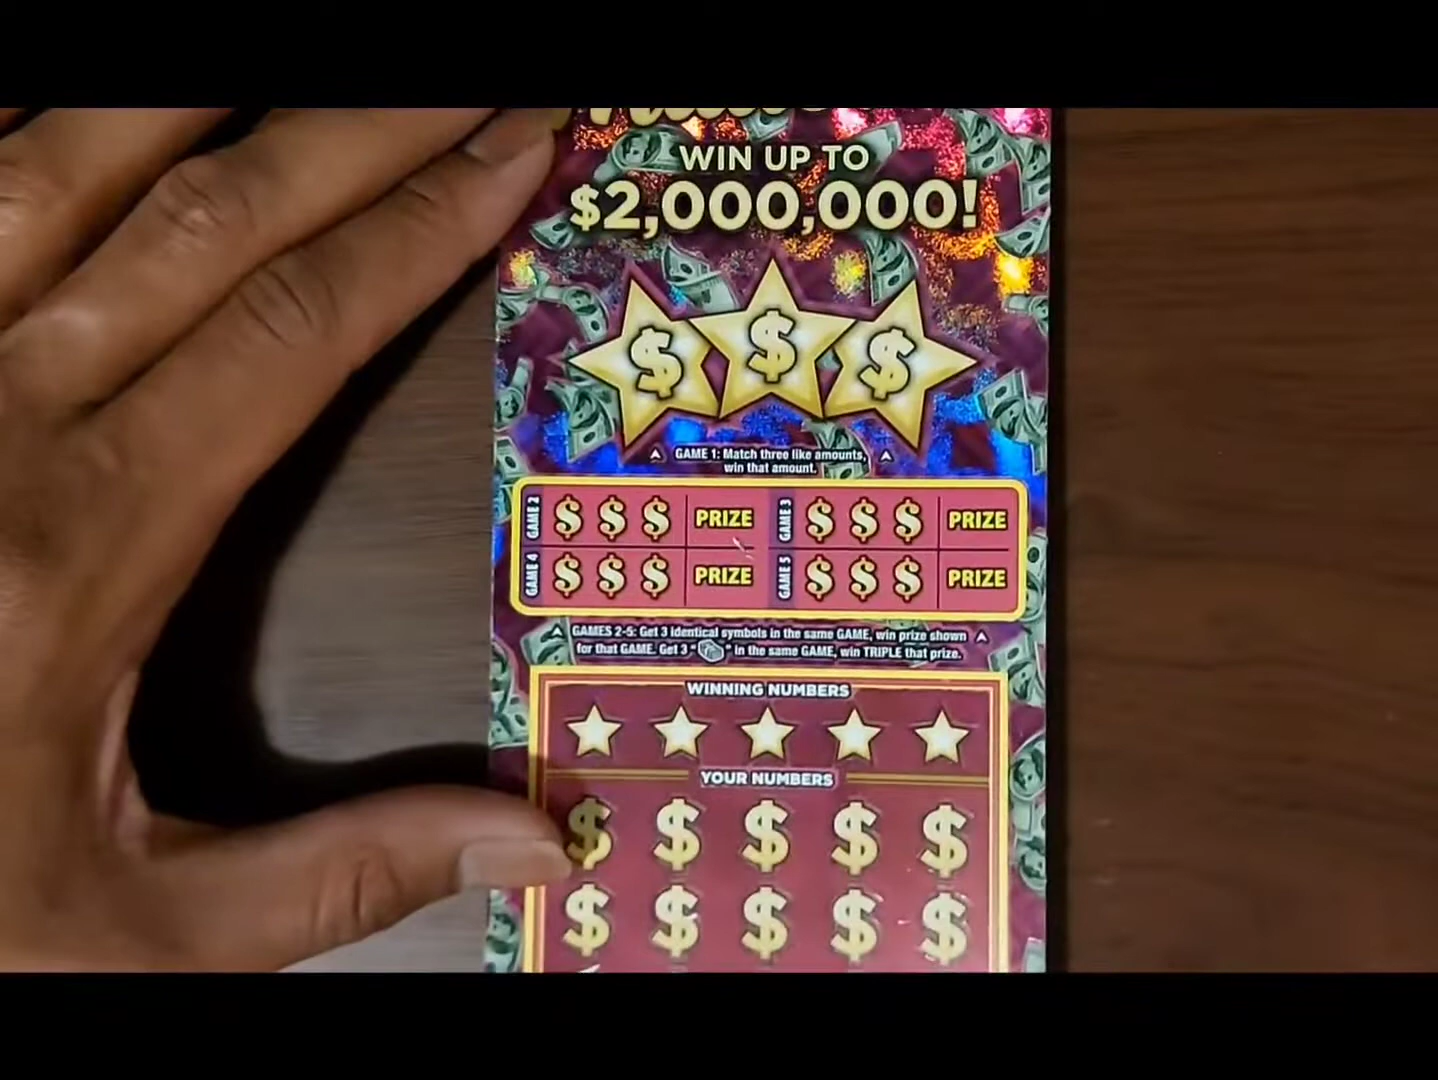 WIN UP TO
$2,000,000!
$ $ $
GAME 1: Match three like amounts,
win that amount.
GAME 2 $ $ $ PRIZE GAME 3 $ $ $ PRIZE
GAME 4 $ $ $ PRIZE GAME 5 $ $ $ PRIZE
GAMES 2-5: Get 3 identical symbols in the same GAME, win prize shown
for that GAME. Get 3 " " in the same GAME, win TRIPLE that prize.
WINNING NUMBERS
YOUR NUMBERS
$ $ $ $ $
$ $ $ $ $